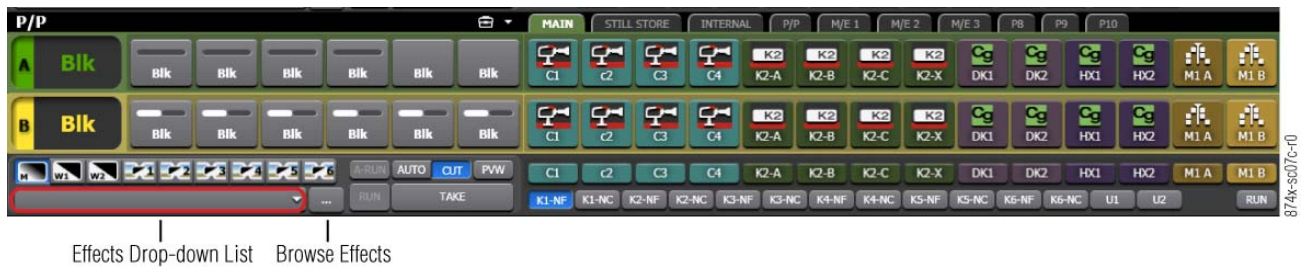 P/P MAIN STILL STORE INTERNAL P/P M/E 1 M/E 2 M/E 3 P8 P9 P10
A Blk Blk Blk Blk Blk Blk Blk C1 c2 C3 C4 K2 K2-A K2 K2-B K2 K2-C K2 K2-X Cg DK1 Cg DK2 Cg HX1 Cg HX2 M1 A M1 B
B Blk Blk Blk Blk Blk Blk Blk C1 c2 C3 C4 K2 K2-A K2 K2-B K2 K2-C K2 K2-X Cg DK1 Cg DK2 Cg HX1 Cg HX2 M1 A M1 B
M W1 W2 1 2 3 4 5 6 A-RUN AUTO CUT PVW C1 c2 C3 C4 K2-A K2-B K2-C K2-X DK1 DK2 HX1 HX2 M1 A M1 B
... RUN TAKE K1-NF K1-NC K2-NF K2-NC K3-NF K3-NC K4-NF K4-NC K5-NF K5-NC K6-NF K6-NC U1 U2 RUN
874x-sc07c-r0
Effects Drop-down List Browse Effects